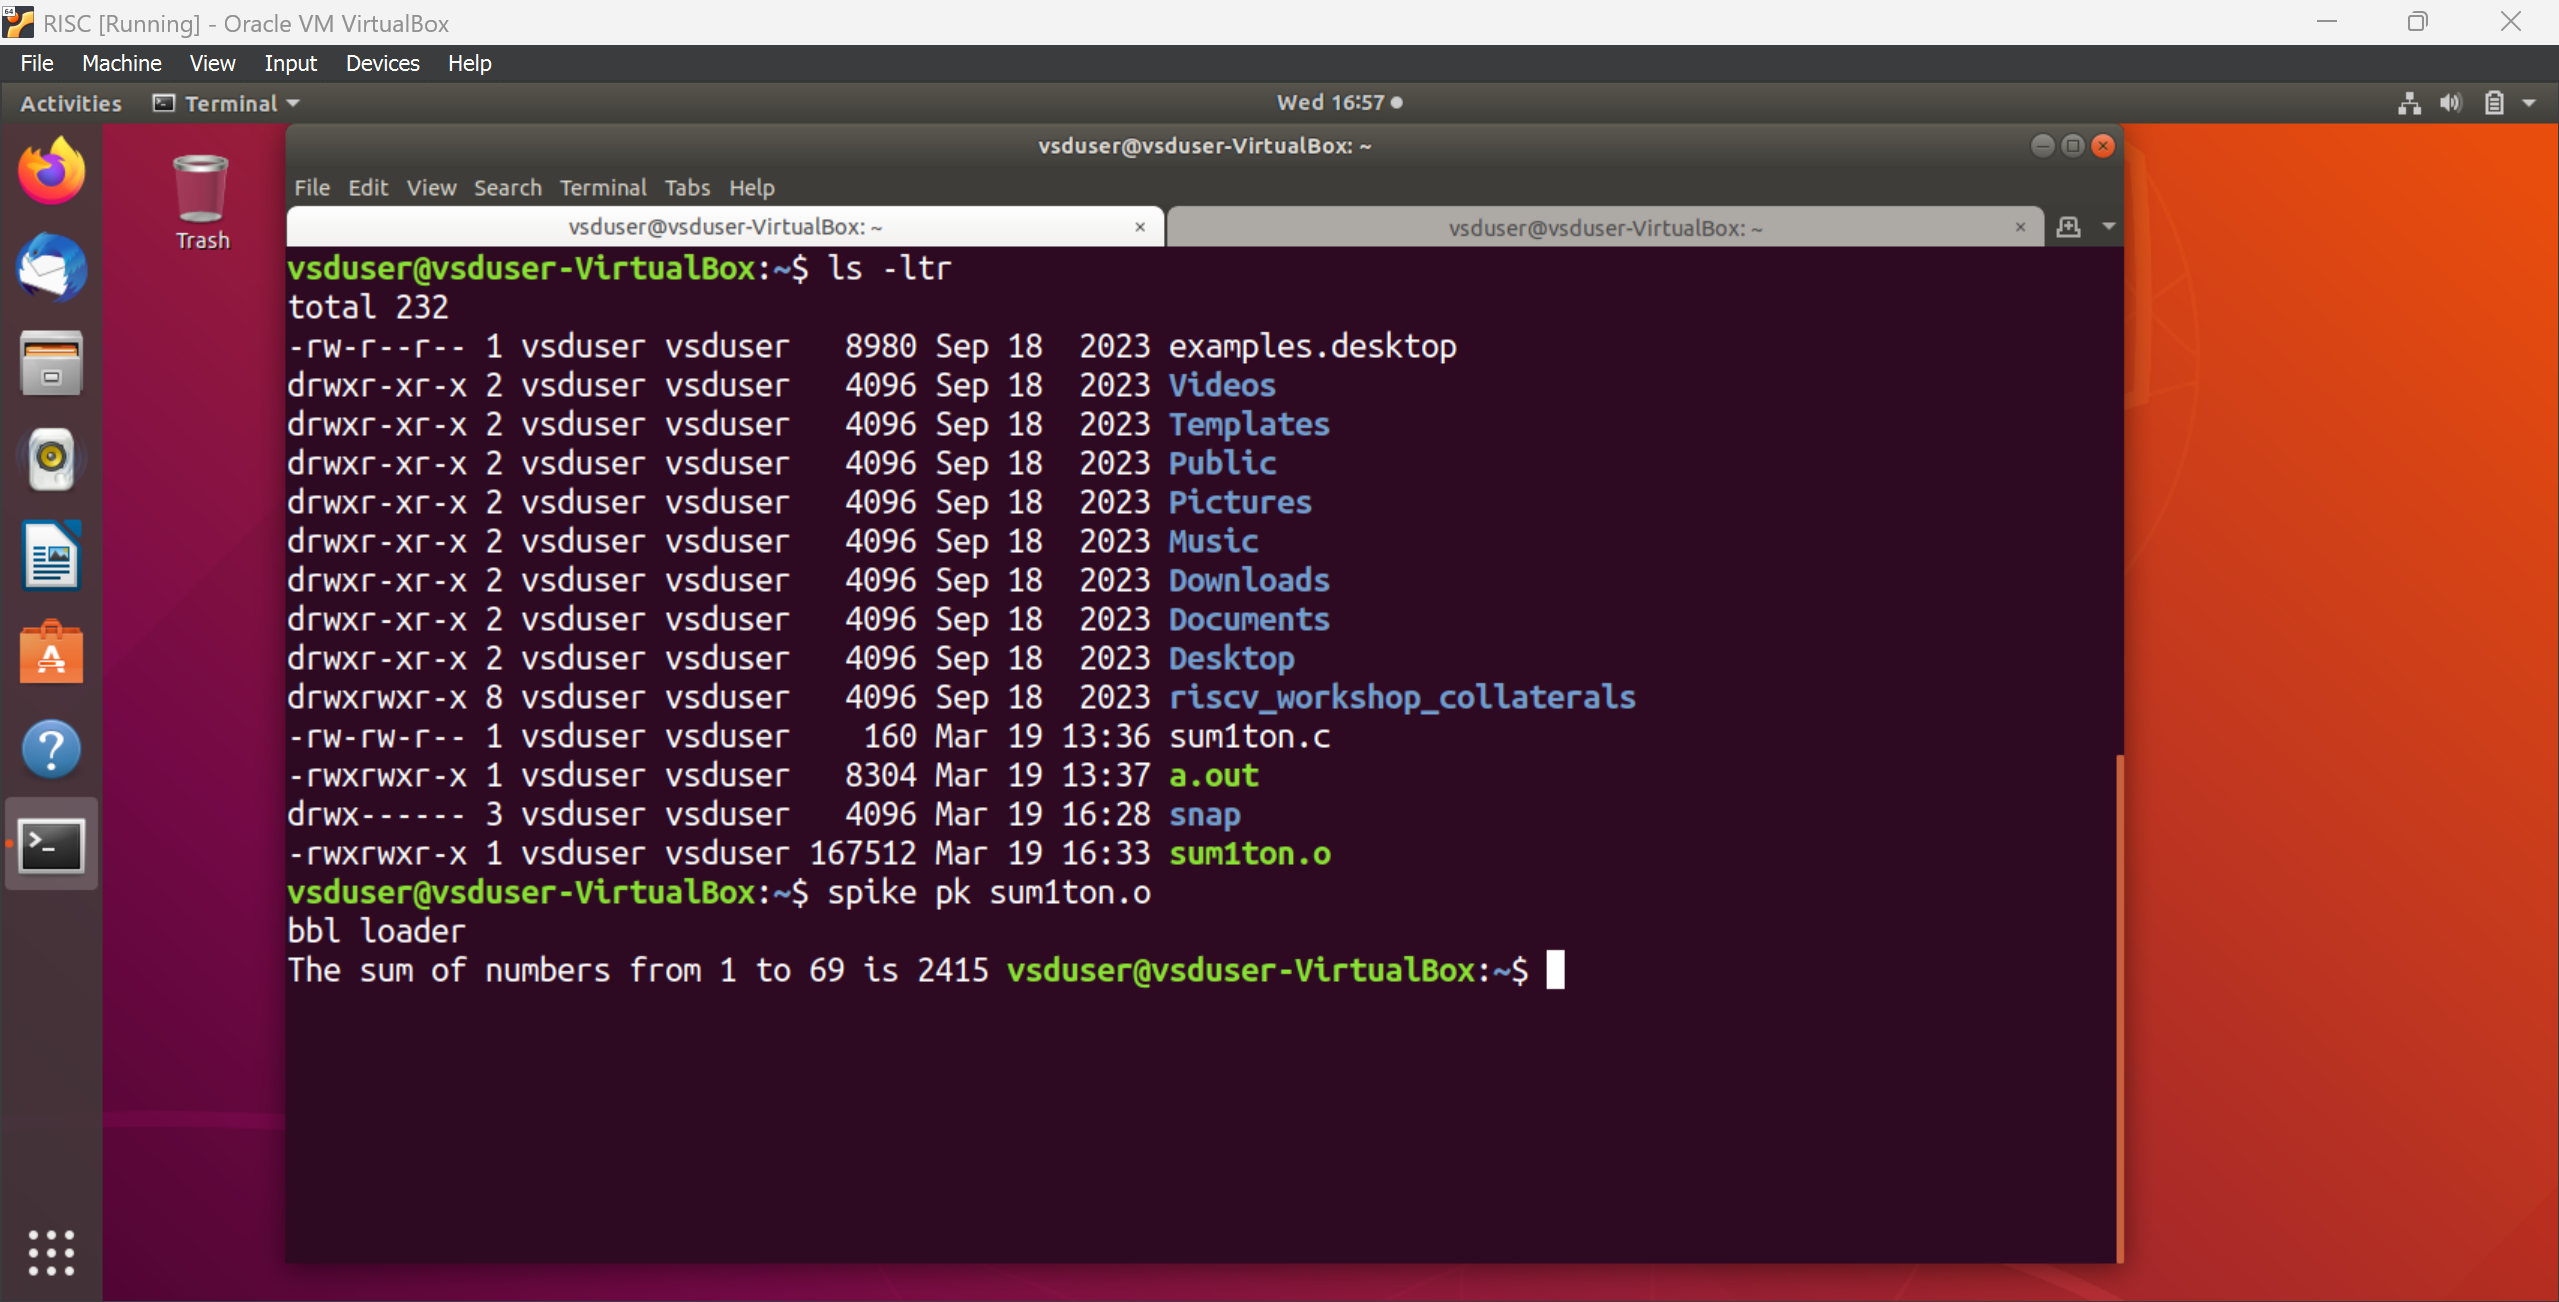 64
RISC [Running] - Oracle VM VirtualBox
File Machine View Input Devices Help
Activities Terminal Wed 16:57
Trash
vsduser@vsduser-VirtualBox: ~
File Edit View Search Terminal Tabs Help
vsduser@vsduser-VirtualBox: ~ × vsduser@vsduser-VirtualBox: ~ ×
vsduser@vsduser-VirtualBox:~$ ls -ltr
total 232
-rw-r--r-- 1 vsduser vsduser   8980 Sep 18  2023 examples.desktop
drwxr-xr-x 2 vsduser vsduser   4096 Sep 18  2023 Videos
drwxr-xr-x 2 vsduser vsduser   4096 Sep 18  2023 Templates
drwxr-xr-x 2 vsduser vsduser   4096 Sep 18  2023 Public
drwxr-xr-x 2 vsduser vsduser   4096 Sep 18  2023 Pictures
drwxr-xr-x 2 vsduser vsduser   4096 Sep 18  2023 Music
drwxr-xr-x 2 vsduser vsduser   4096 Sep 18  2023 Downloads
drwxr-xr-x 2 vsduser vsduser   4096 Sep 18  2023 Documents
drwxr-xr-x 2 vsduser vsduser   4096 Sep 18  2023 Desktop
drwxrwxr-x 8 vsduser vsduser   4096 Sep 18  2023 riscv_workshop_collaterals
-rw-rw-r-- 1 vsduser vsduser    160 Mar 19 13:36 sum1ton.c
-rwxrwxr-x 1 vsduser vsduser   8304 Mar 19 13:37 a.out
drwx------ 3 vsduser vsduser   4096 Mar 19 16:28 snap
-rwxrwxr-x 1 vsduser vsduser 167512 Mar 19 16:33 sum1ton.o
vsduser@vsduser-VirtualBox:~$ spike pk sum1ton.o
bbl loader
The sum of numbers from 1 to 69 is 2415 vsduser@vsduser-VirtualBox:~$